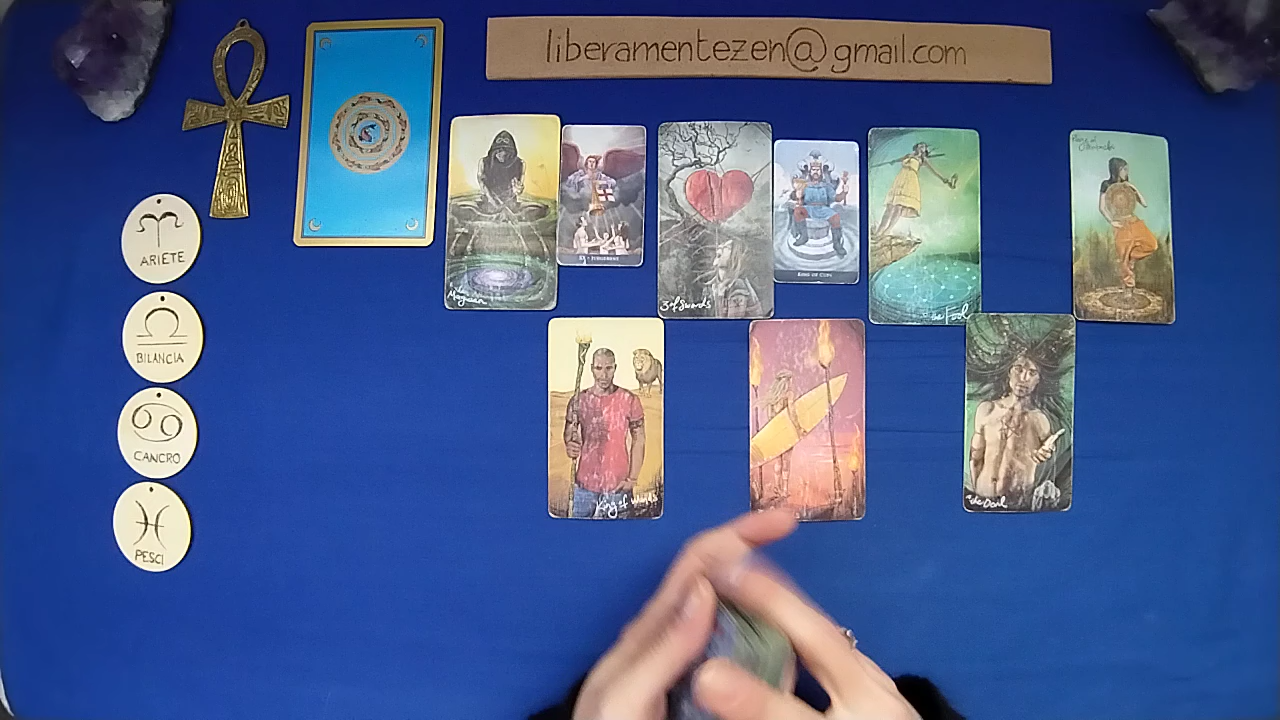 liberamentezen@gmail.com
ARIETE
BILANCIA
CANCRO
PESCI
The Magician
XX - JUDGEMENT
3 of Swords
KING OF CUPS
The Fool
King of Wands
The Devil